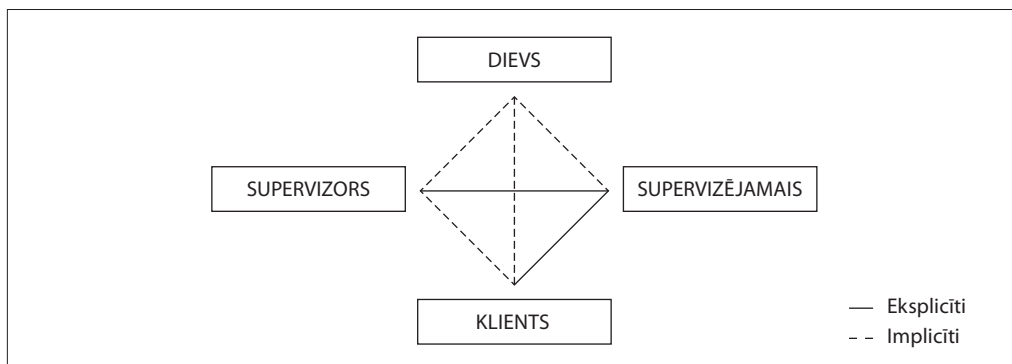 DIEVS
SUPERVIZORS
SUPERVIZĒJAMAIS
KLIENTS
Eksplicīti
Implicīti